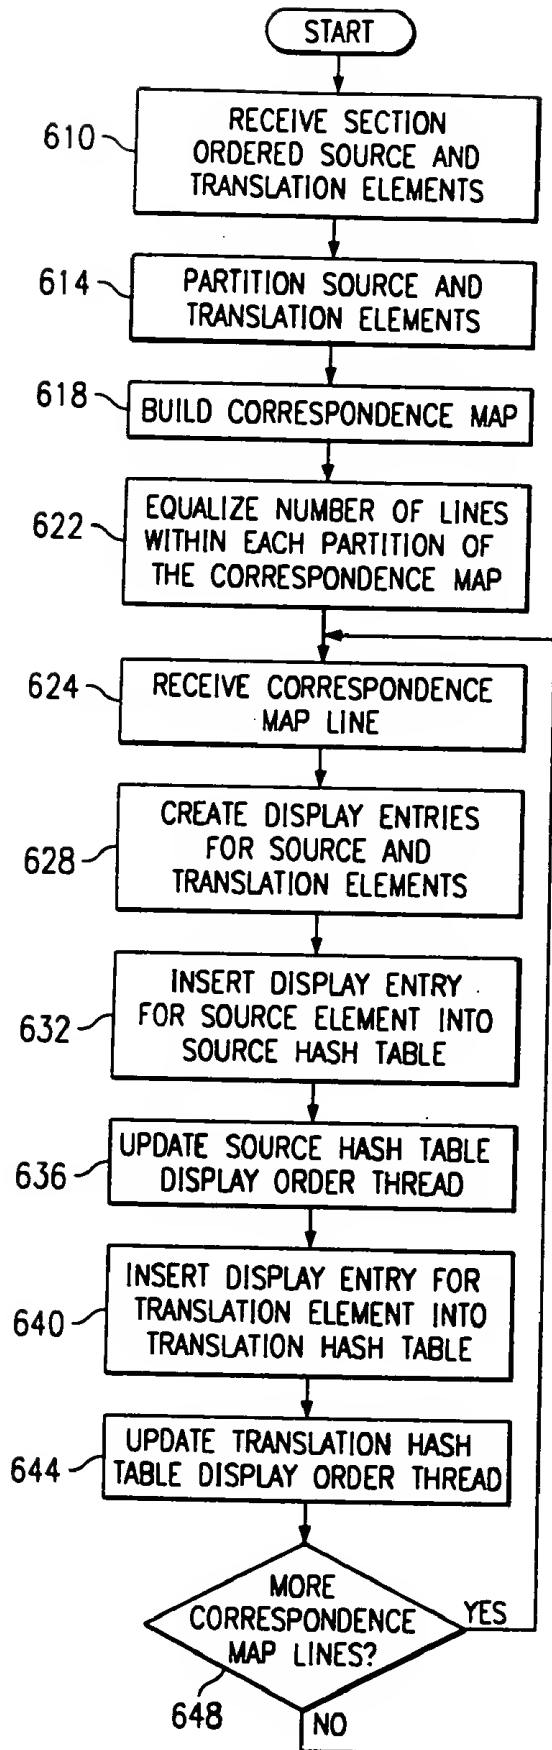 START
610
RECEIVE SECTION
ORDERED SOURCE AND
TRANSLATION ELEMENTS
614
PARTITION SOURCE AND
TRANSLATION ELEMENTS
618
BUILD CORRESPONDENCE MAP
622
EQUALIZE NUMBER OF LINES
WITHIN EACH PARTITION OF
THE CORRESPONDENCE MAP
624
RECEIVE CORRESPONDENCE
MAP LINE
628
CREATE DISPLAY ENTRIES
FOR SOURCE AND
TRANSLATION ELEMENTS
632
INSERT DISPLAY ENTRY
FOR SOURCE ELEMENT INTO
SOURCE HASH TABLE
636
UPDATE SOURCE HASH TABLE
DISPLAY ORDER THREAD
640
INSERT DISPLAY ENTRY FOR
TRANSLATION ELEMENT INTO
TRANSLATION HASH TABLE
644
UPDATE TRANSLATION HASH
TABLE DISPLAY ORDER THREAD
MORE
CORRESPONDENCE
MAP LINES?
YES
648
NO